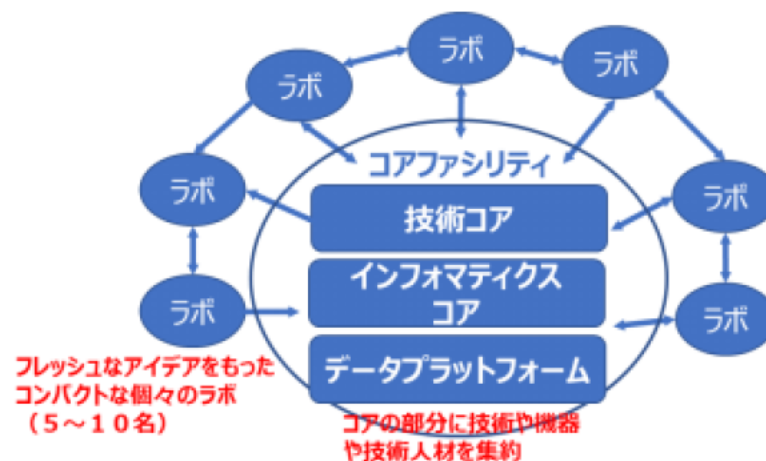 ラボ
ラボ
ラボ
ラボ
ラボ
ラボ
ラボ
コアファシリティ
技術コア
インフォマティクス
コア
データプラットフォーム
フレッシュなアイデアをもった
コンパクトな個々のラボ
（５～１０名）
コアの部分に技術や機器
や技術人材を集約